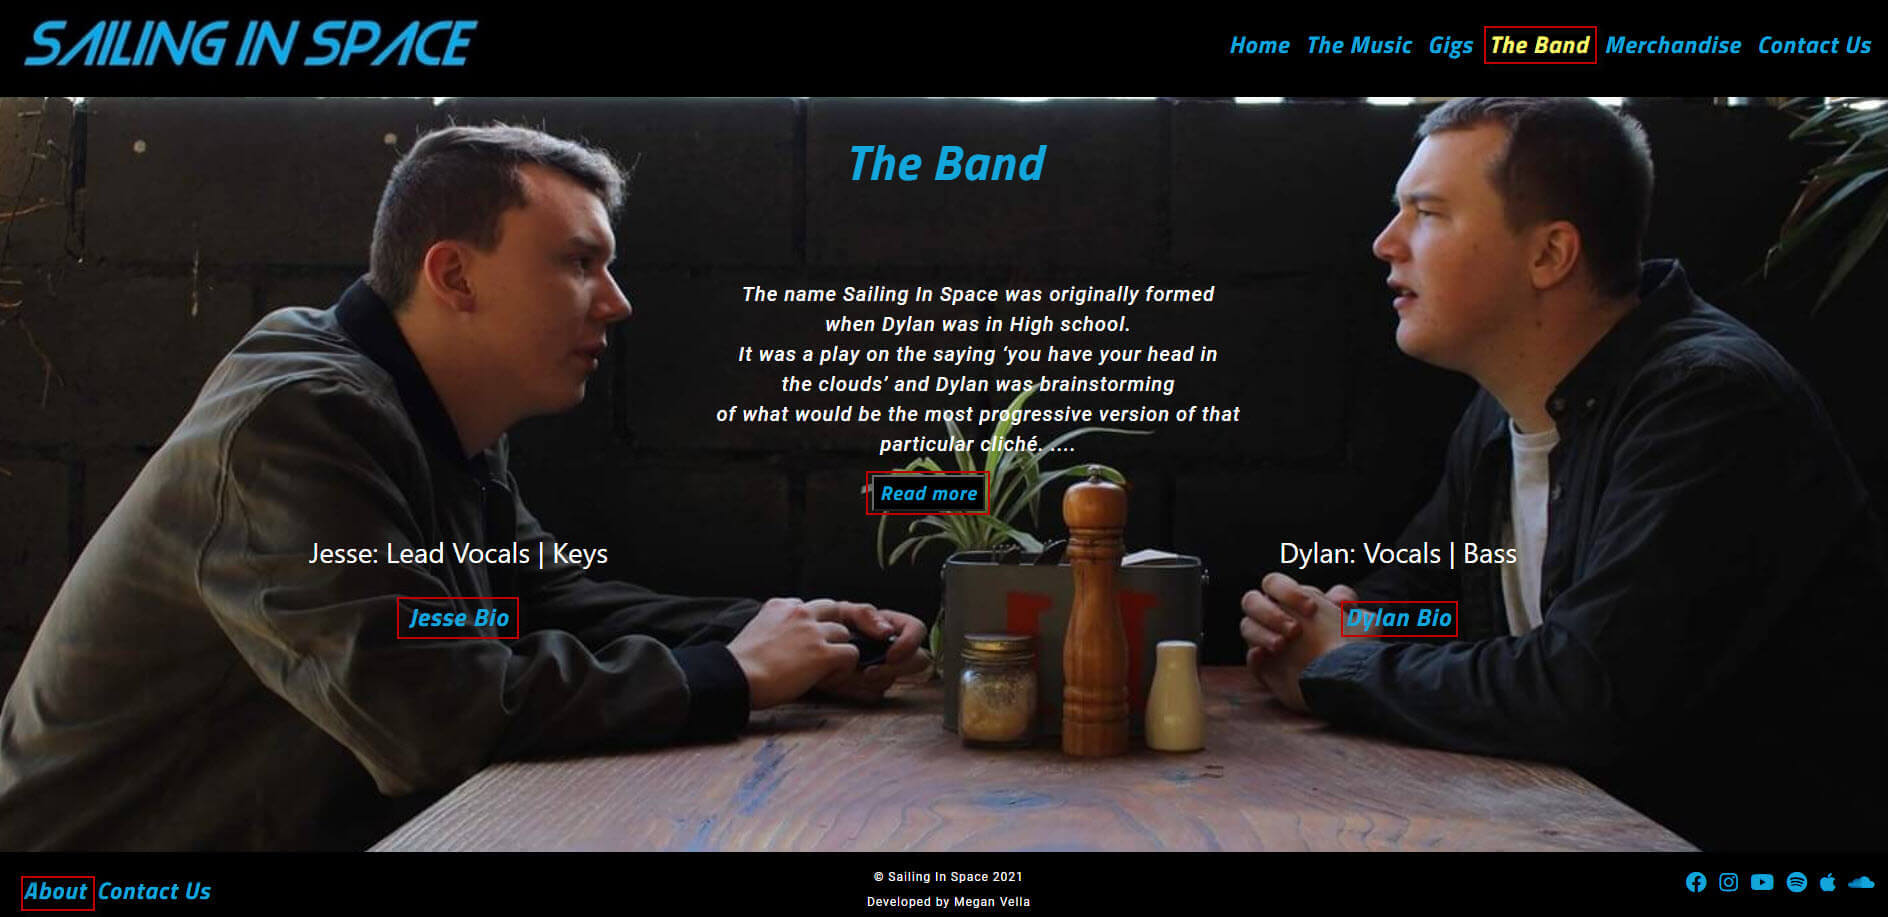 SAILING IN SPACE
Home The Music Gigs The Band Merchandise Contact Us
The Band
The name Sailing In Space was originally formed
when Dylan was in High school.
It was a play on the saying ‘you have your head in
the clouds’ and Dylan was brainstorming
of what would be the most progressive version of that
particular cliché. ....
Read more
Jesse: Lead Vocals | Keys
Dylan: Vocals | Bass
Jesse Bio
Dylan Bio
About Contact Us
© Sailing In Space 2021
Developed by Megan Vella